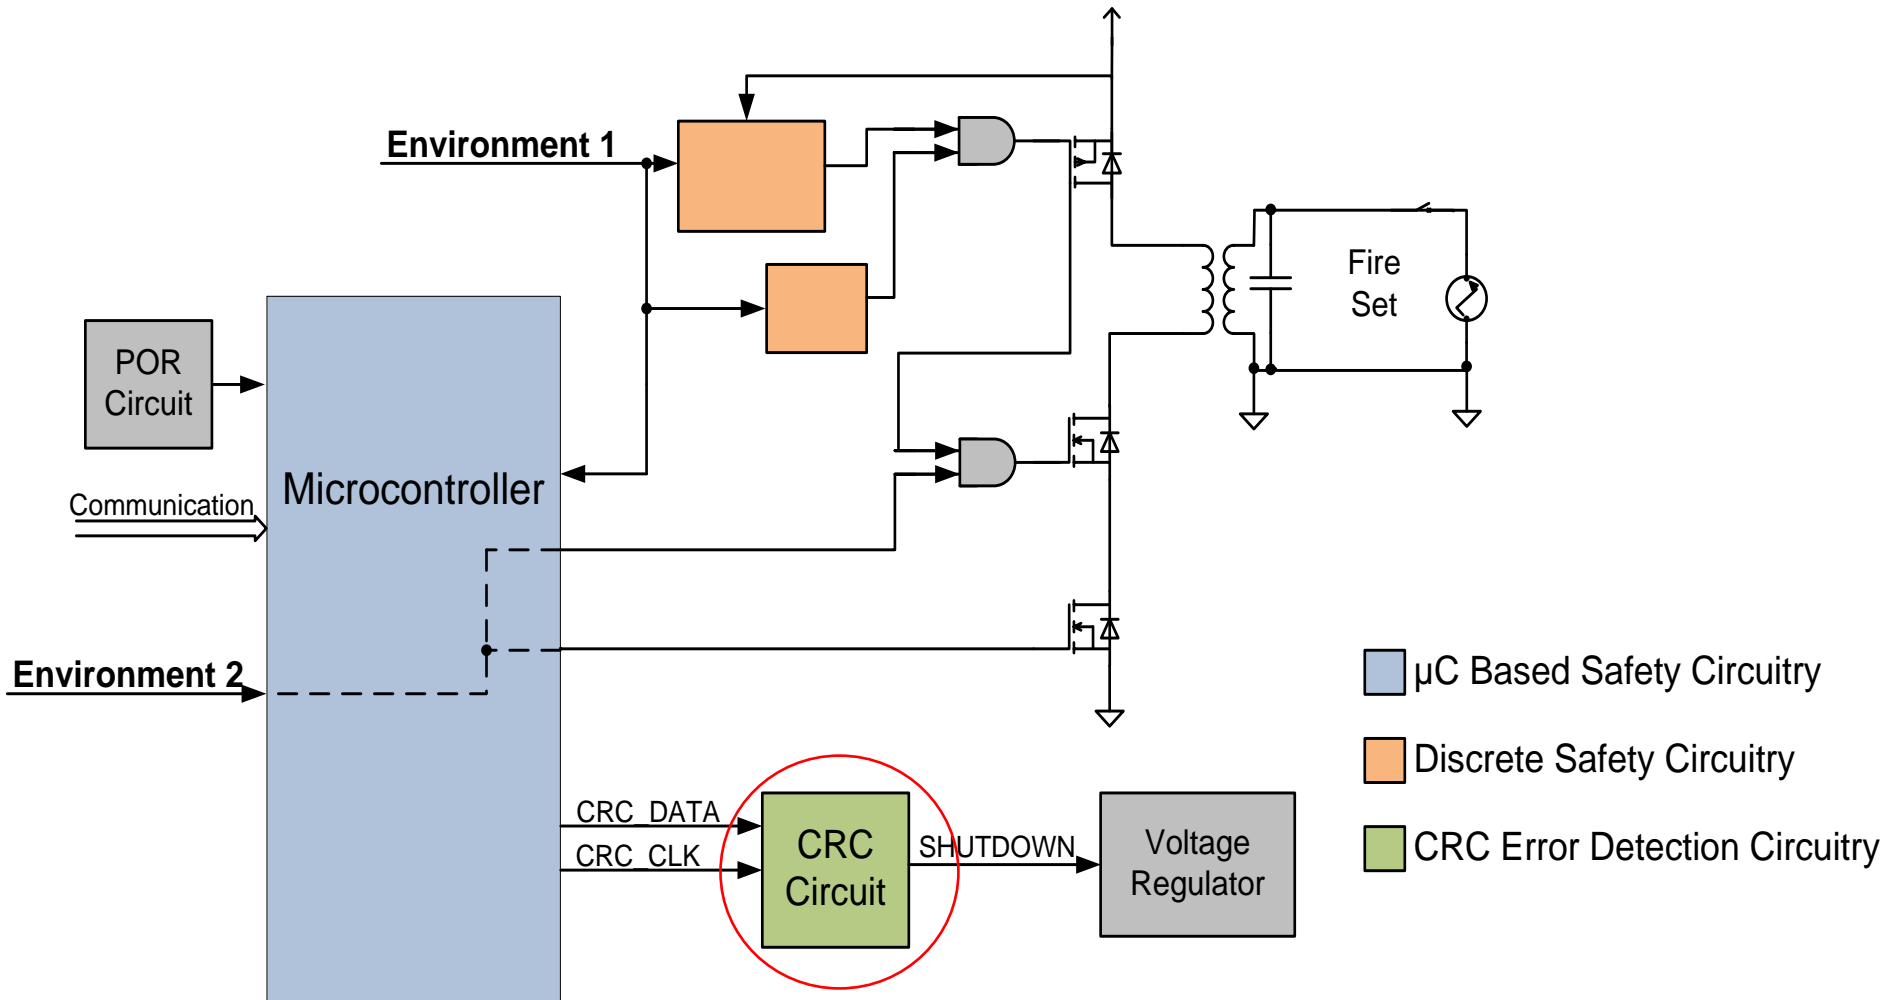 Environment 1
Fire
Set
POR
Circuit
Microcontroller
Communication
Environment 2
µC Based Safety Circuitry
Discrete Safety Circuitry
CRC_DATA
CRC_CLK
CRC
Circuit
SHUTDOWN
Voltage
Regulator
CRC Error Detection Circuitry